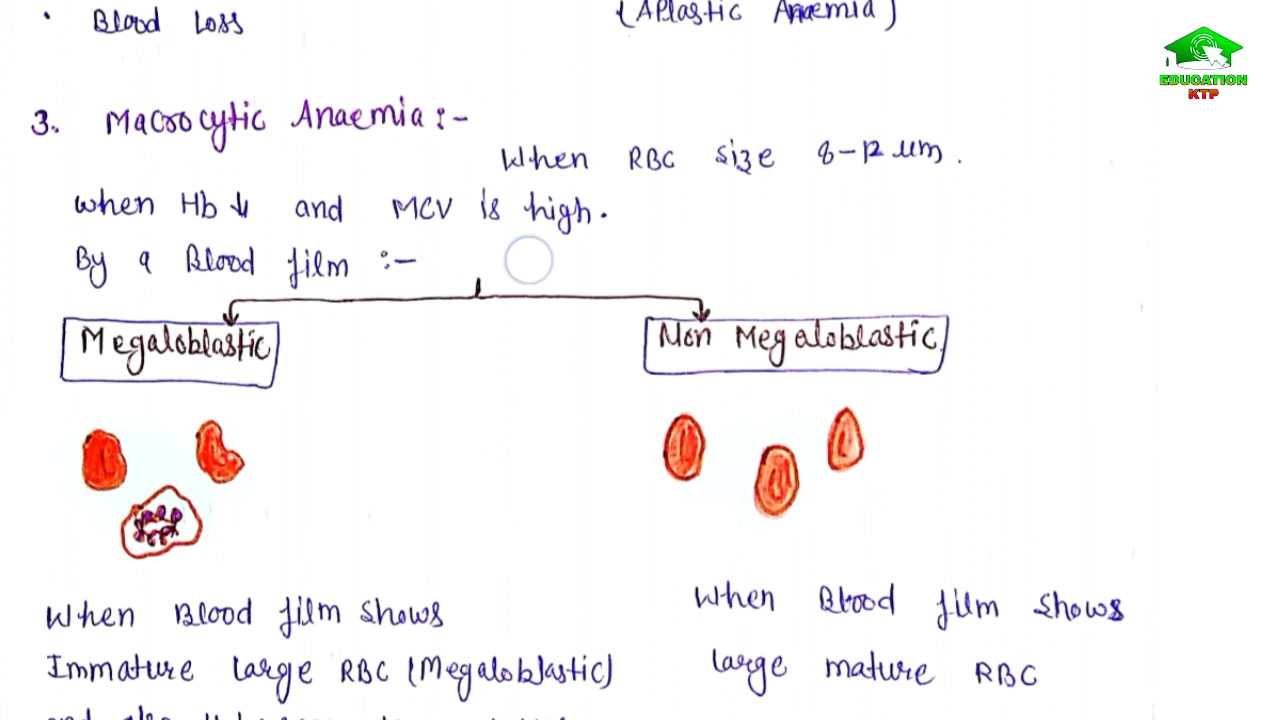 • Blood Loss
(Aplastic Anaemia)
EDUCATION
KTP
3. Macrocytic Anaemia :-
When RBC size 8-12 um.
when Hb ↓ and MCV is high.
By a Blood film :-
Megaloblastic
Non Megaloblastic
When Blood film shows
Immature large RBC (Megaloblastic)
and also
When Blood film shows
large mature RBC